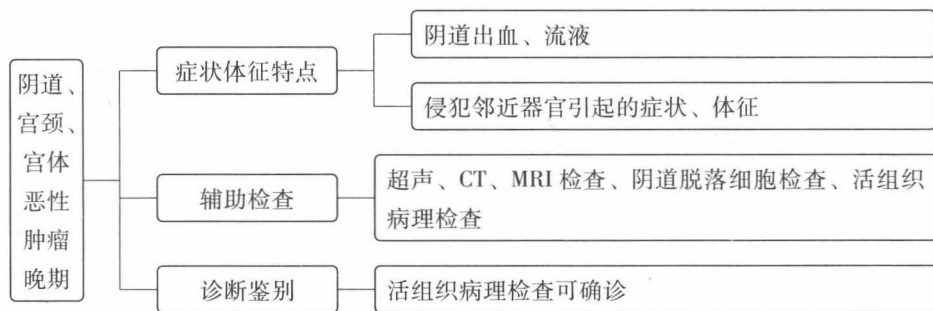 阴道、
宫颈、
宫体
恶性
肿瘤
晚期
症状体征特点
阴道出血、流液
侵犯邻近器官引起的症状、体征
辅助检查
超声、CT、MRI 检查、阴道脱落细胞检查、活组织
病理检查
诊断鉴别
活组织病理检查可确诊